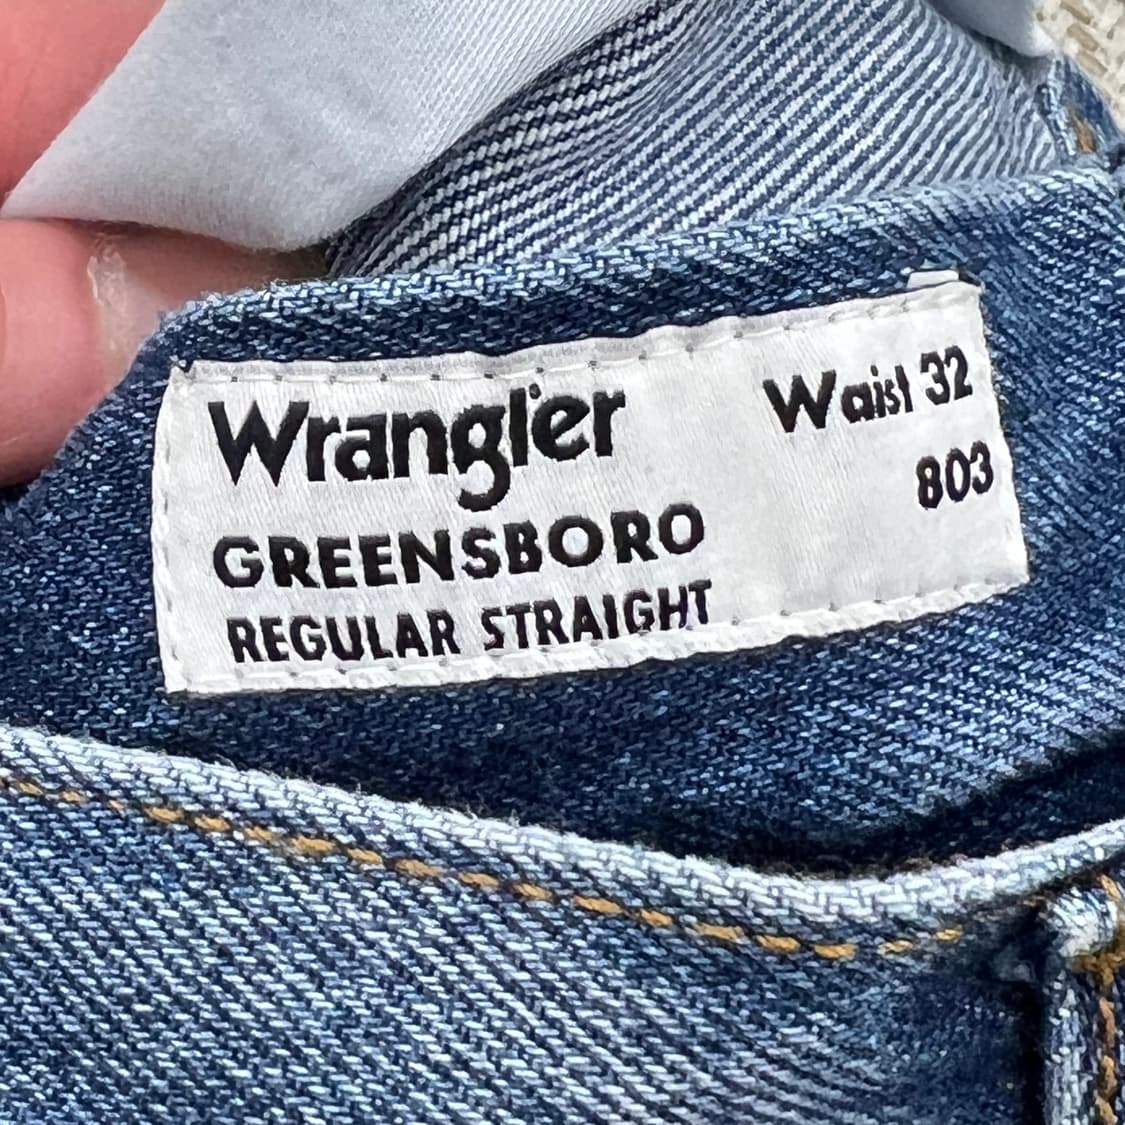 Wrangler
GREENSBORO
REGULAR STRAIGHT
Waist 32
803